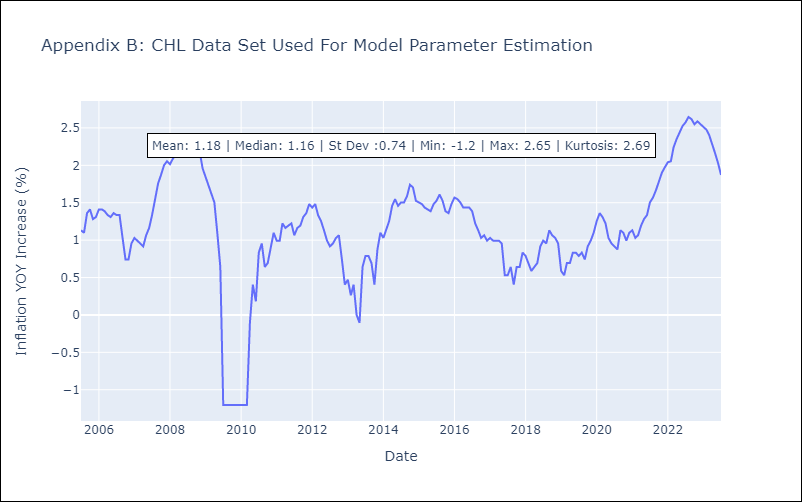 Appendix B: CHL Data Set Used For Model Parameter Estimation
Mean: 1.18 | Median: 1.16 | St Dev :0.74 | Min: -1.2 | Max: 2.65 | Kurtosis: 2.69
Inflation YOY Increase (%)
2.5
2
1.5
1
0.5
0
−0.5
−1
2006 2008 2010 2012 2014 2016 2018 2020 2022
Date